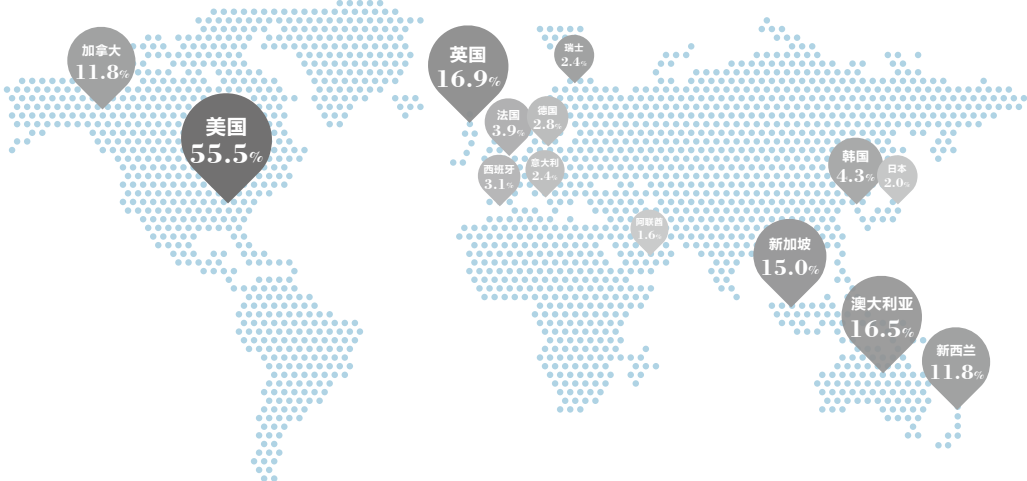 加拿大
11.8%
美国
55.5%
英国
16.9%
瑞士
2.4%
法国
3.9%
德国
2.8%
西班牙
3.1%
意大利
2.4%
阿联酋
1.6%
韩国
4.3%
日本
2.0%
新加坡
15.0%
澳大利亚
16.5%
新西兰
11.8%